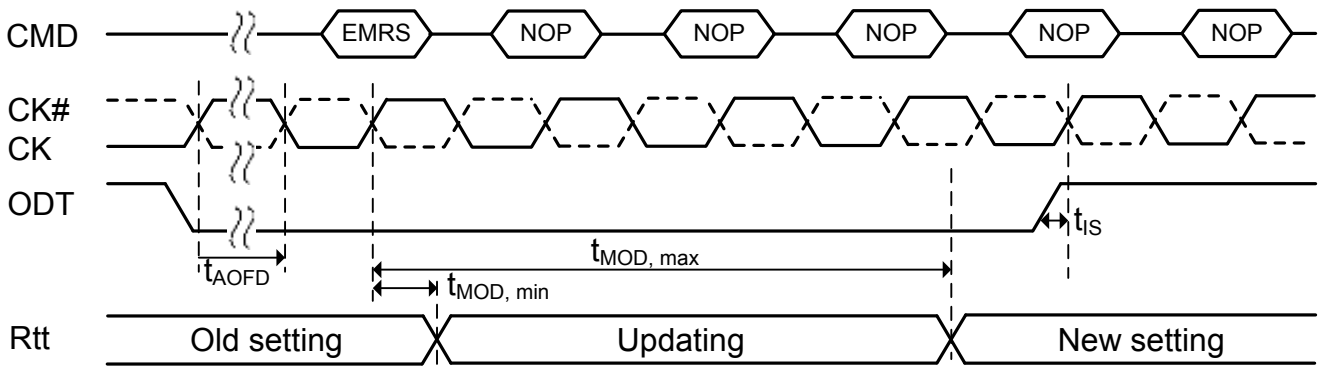 CMD EMRS NOP NOP NOP NOP NOP
CK#
CK
ODT
tIS
tAOFD
tMOD, max
tMOD, min
Rtt Old setting Updating New setting